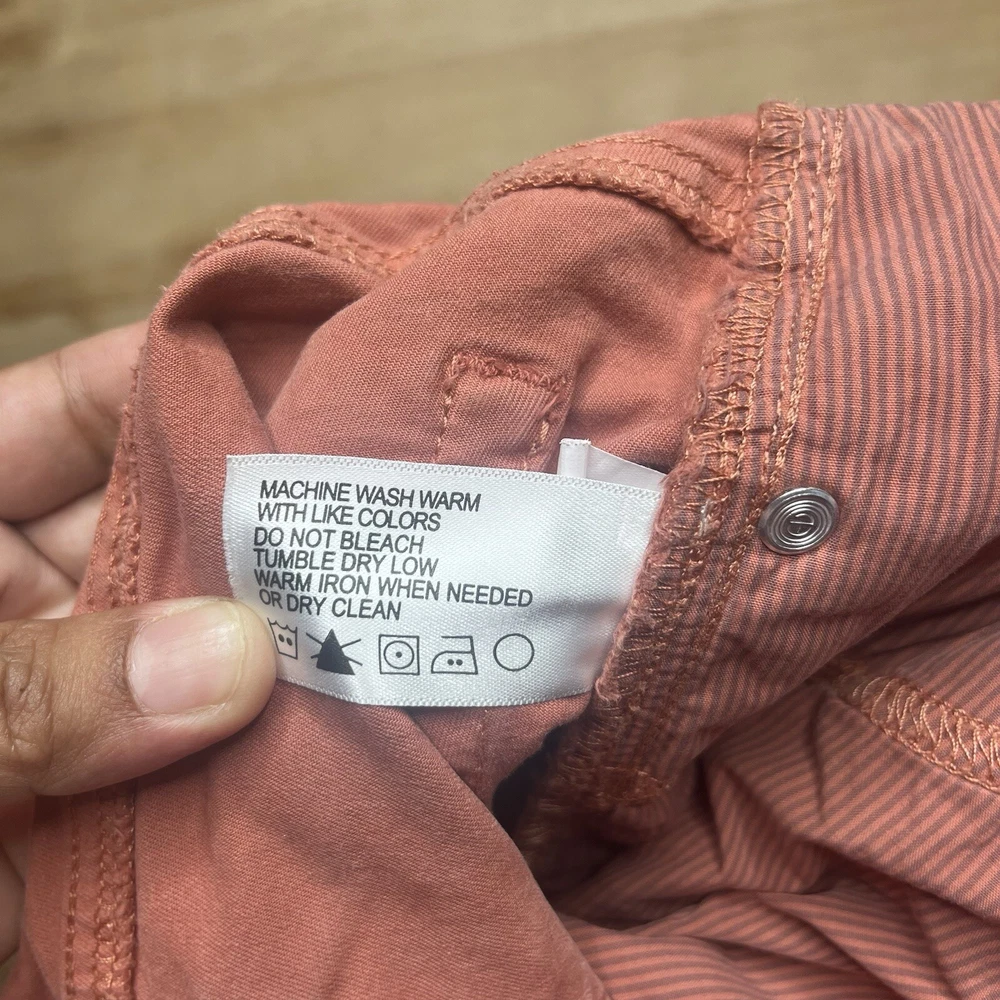 MACHINE WASH WARM
WITH LIKE COLORS
DO NOT BLEACH
TUMBLE DRY LOW
WARM IRON WHEN NEEDED
OR DRY CLEAN